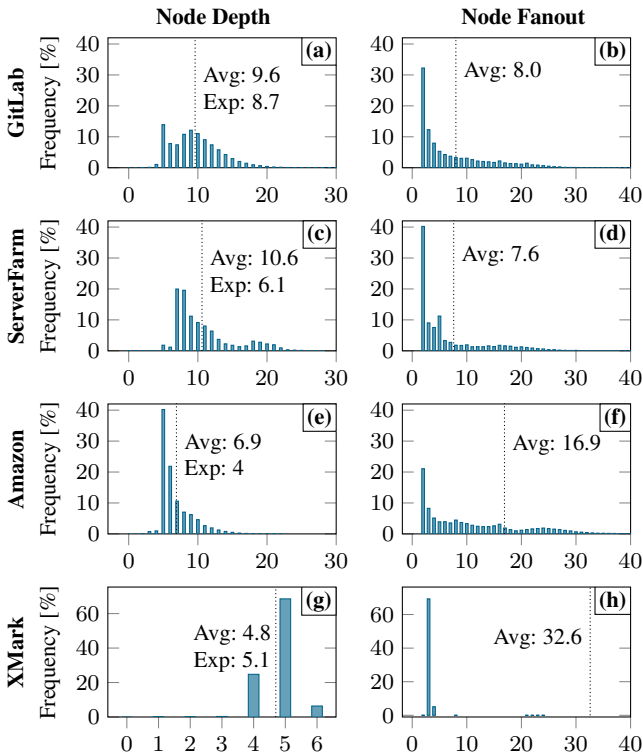 Node Depth
Node Fanout
GitLab
Frequency [%]
40
30
20
10
0
(a)
Avg: 9.6
Exp: 8.7
0 10 20 30
40
30
20
10
0
(b)
Avg: 8.0
0 10 20 30 40
ServerFarm
Frequency [%]
40
30
20
10
0
(c)
Avg: 10.6
Exp: 6.1
0 10 20 30
40
30
20
10
0
(d)
Avg: 7.6
0 10 20 30 40
Amazon
Frequency [%]
40
30
20
10
0
(e)
Avg: 6.9
Exp: 4
0 10 20 30
40
30
20
10
0
(f)
Avg: 16.9
0 10 20 30 40
XMark
Frequency [%]
60
40
20
0
(g)
Avg: 4.8
Exp: 5.1
0 1 2 3 4 5 6
60
40
20
0
(h)
Avg: 32.6
0 10 20 30 40